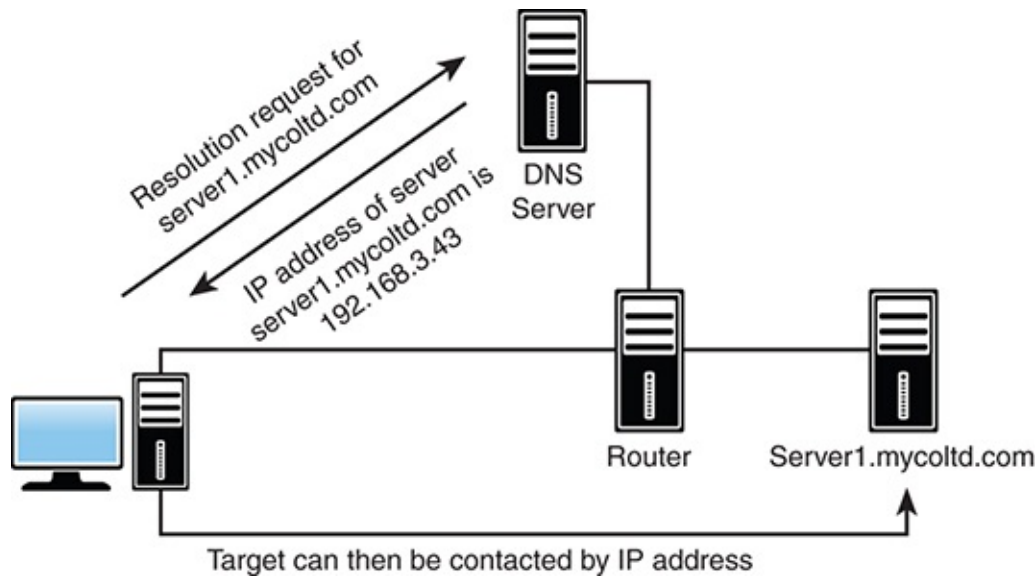 Resolution request for
server1.mycoltd.com
IP address of server
server1.mycoltd.com is
192.168.3.43
DNS
Server
Router
Server1.mycoltd.com
Target can then be contacted by IP address